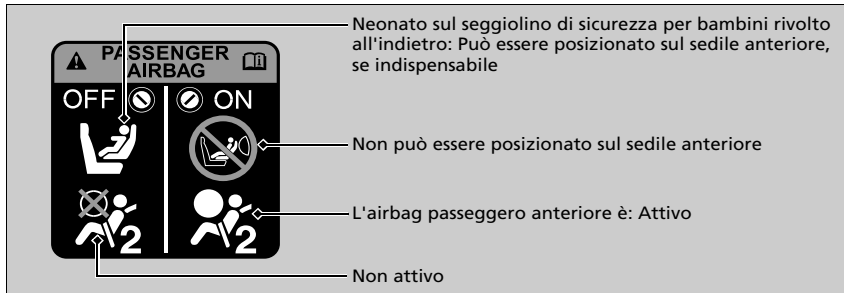 Neonato sul seggiolino di sicurezza per bambini rivolto
all'indietro: Può essere posizionato sul sedile anteriore,
se indispensabile
PASSENGER
AIRBAG
OFF
ON
Non può essere posizionato sul sedile anteriore
L'airbag passeggero anteriore è: Attivo
2
2
Non attivo